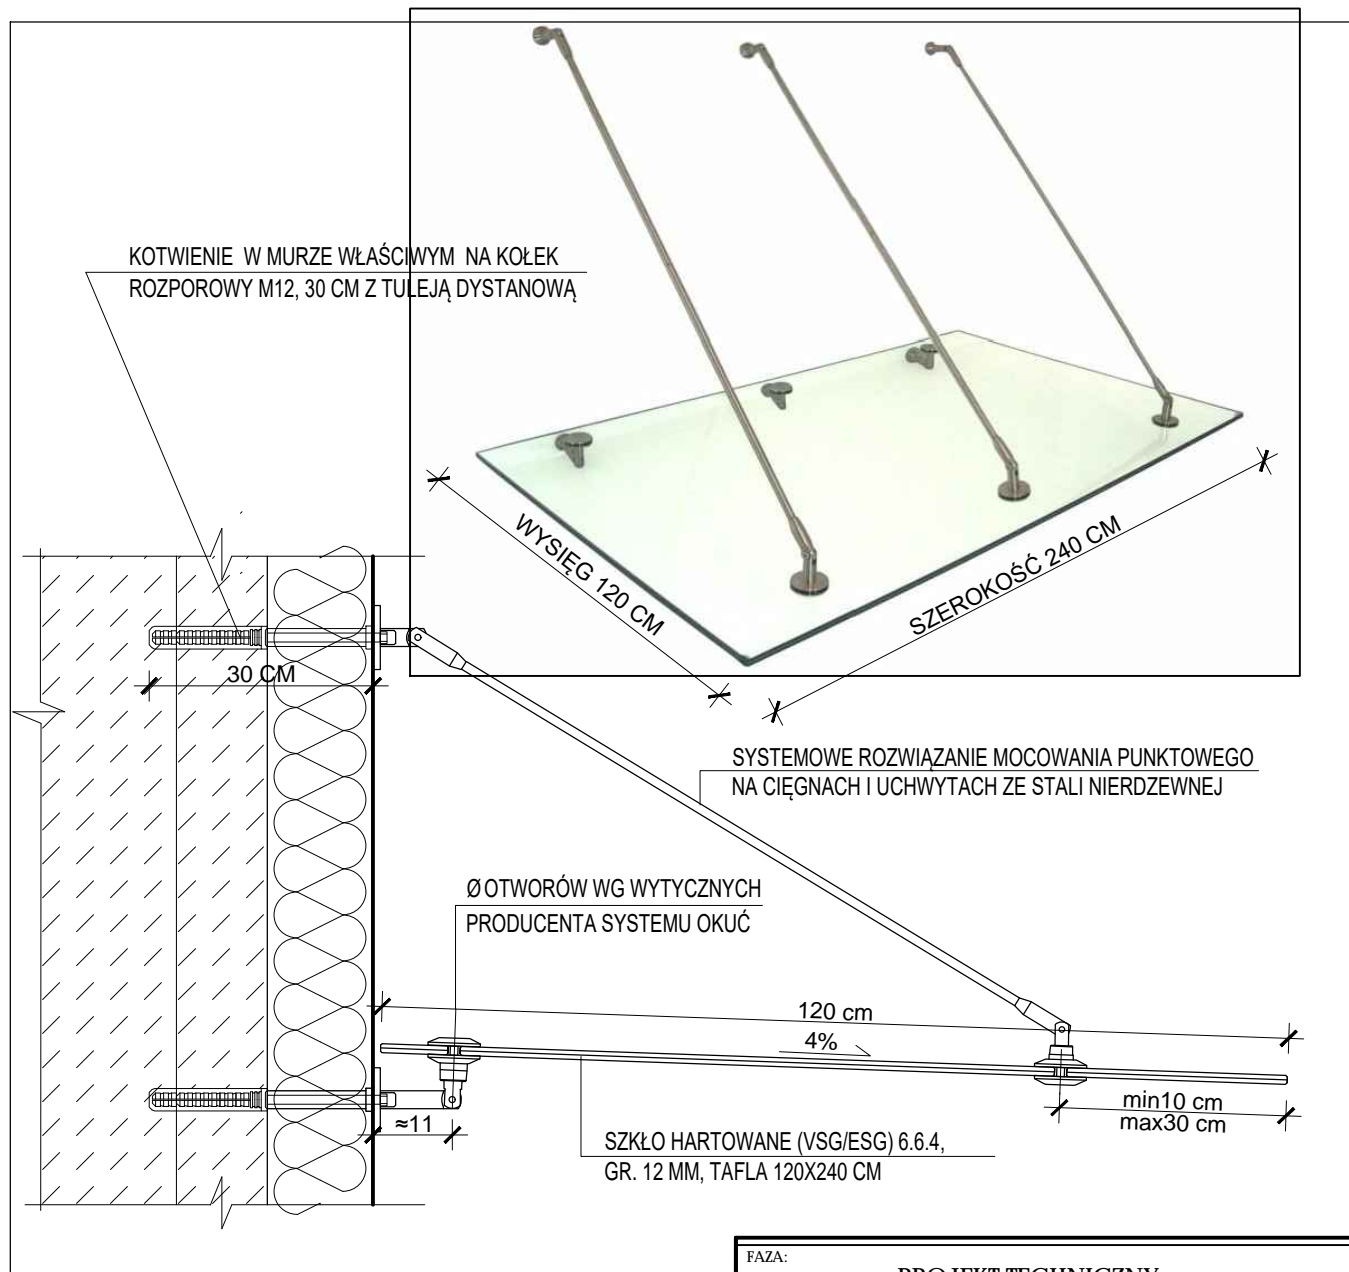 KOTWIENIE W MURZE WŁAŚCIWYM NA KOŁEK
ROZPOROWY M12, 30 CM Z TULEJĄ DYSTANOWĄ
WYSIĘG 120 CM
SZEROKOŚĆ 240 CM
30 CM
SYSTEMOWE ROZWIĄZANIE MOCOWANIA PUNKTOWEGO
NA CIĘGNACH I UCHWYTACH ZE STALI NIERDZEWNEJ
Ø OTWORÓW WG WYTYCZNYCH
PRODUCENTA SYSTEMU OKUĆ
120 cm
4%
min10 cm
max30 cm
≈11
SZKŁO HARTOWANE (VSG/ESG) 6.6.4,
GR. 12 MM, TAFLA 120X240 CM
FAZA:
PROJEKT TECHNICZNY